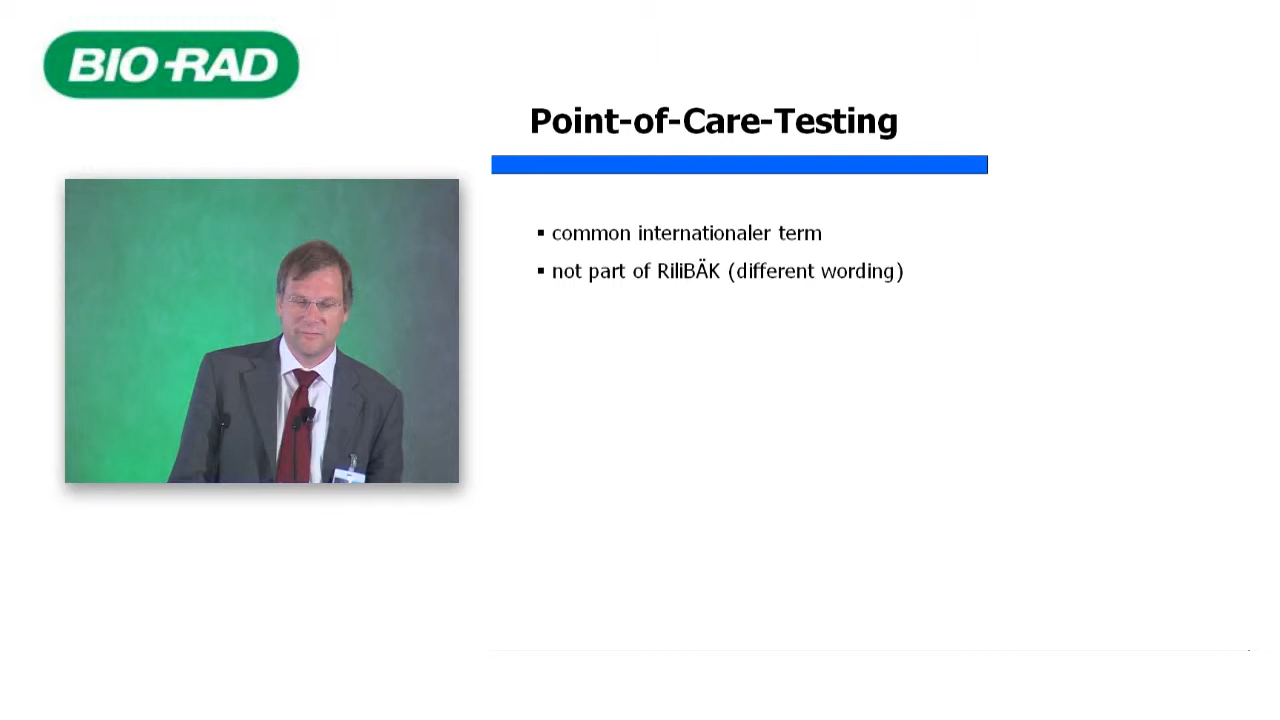 BIO-RAD
Point-of-Care-Testing
▪ common internationaler term
▪ not part of RiliBÄK (different wording)